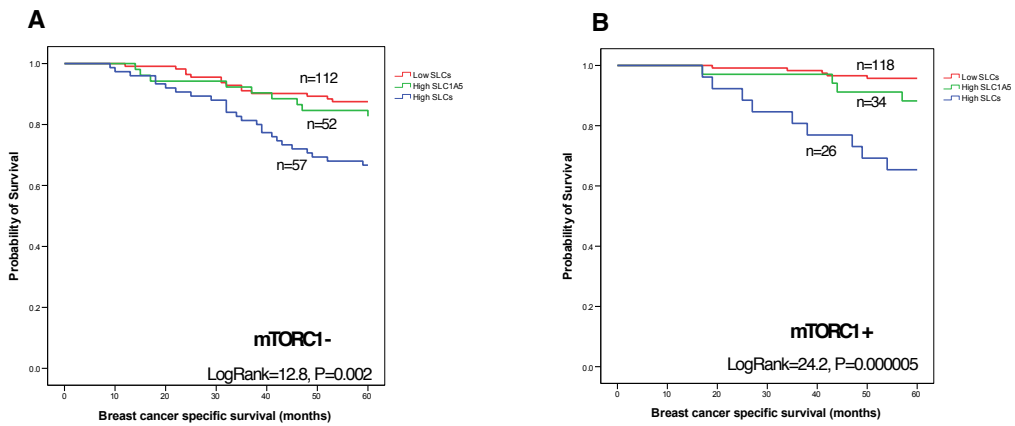 A
1.0
0.8
0.6
0.4
0.2
0.0
0
10
20
30
40
50
60
Probability of Survival
Breast cancer specific survival (months)
n=112
n=52
n=57
Low SLCs
High SLC1A5
High SLCs
mTORC1-
LogRank=12.8, P=0.002
B
1.0
0.8
0.6
0.4
0.2
0.0
0
10
20
30
40
50
60
Probability of Survival
Breast cancer specific survival (months)
n=118
n=34
n=26
Low SLCs
High SLC1A5
High SLCs
mTORC1+
LogRank=24.2, P=0.000005